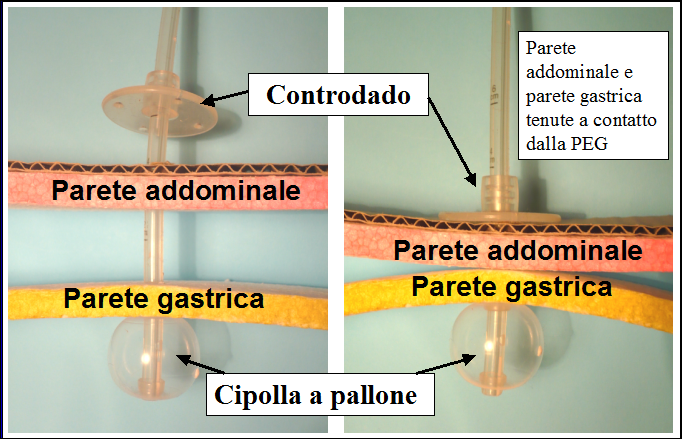 Controdado
Parete
addominale e
parete gastrica
tenute a contatto
dalla PEG
Parete addominale
Parete gastrica
Parete addominale
Parete gastrica
Cipolla a pallone